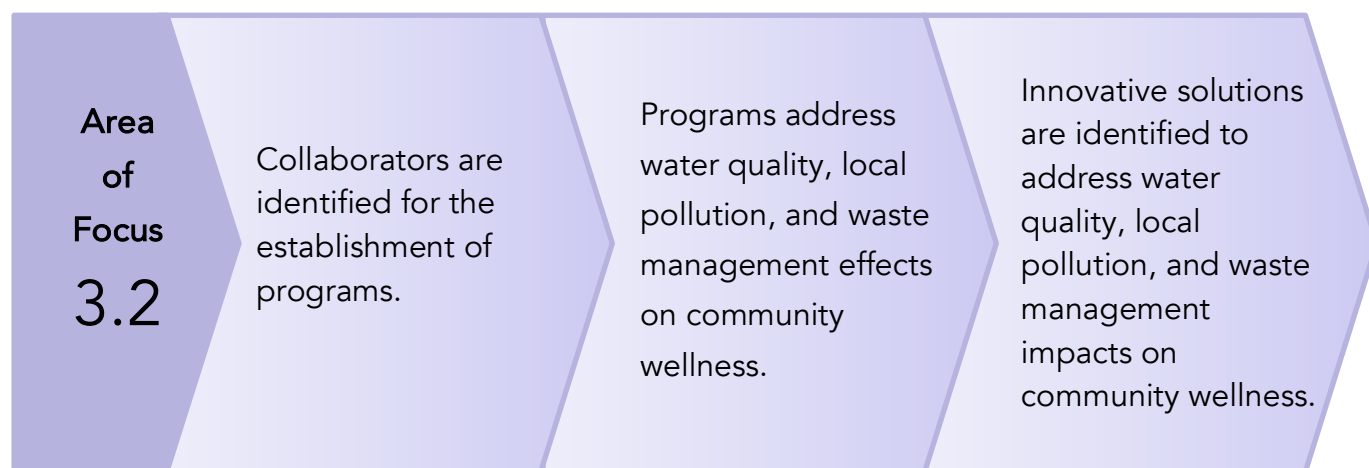 Area
of
Focus
3.2
Collaborators are
identified for the
establishment of
programs.
Programs address
water quality, local
pollution, and waste
management effects
on community
wellness.
Innovative solutions
are identified to
address water
quality, local
pollution, and waste
management
impacts on
community wellness.